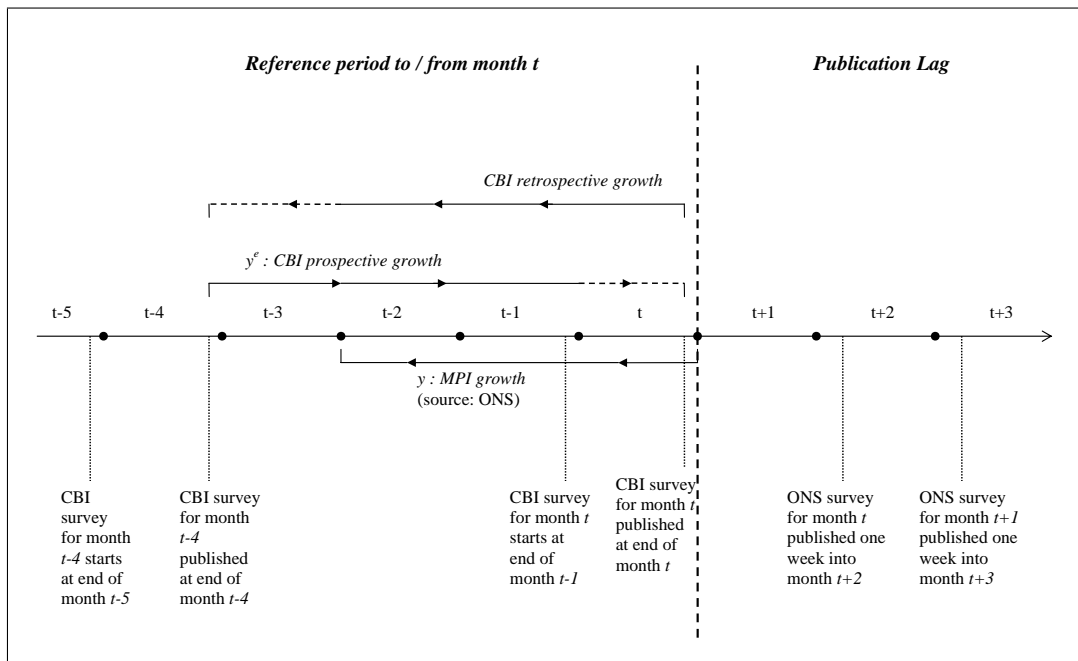 Reference period to / from month t
Publication Lag
CBI retrospective growth
y^e : CBI prospective growth
t-5
t-4
t-3
t-2
t-1
t
t+1
t+2
t+3
y : MPI growth
(source: ONS)
CBI
survey
for month
t-4 starts
at end of
month t-5
CBI survey
for month
t-4
published
at end of
month t-4
CBI survey
for month t
starts at
end of
month t-1
CBI survey
for month t
published
at end of
month t
ONS survey
for month t
published one
week into
month t+2
ONS survey
for month t+1
published one
week into
month t+3